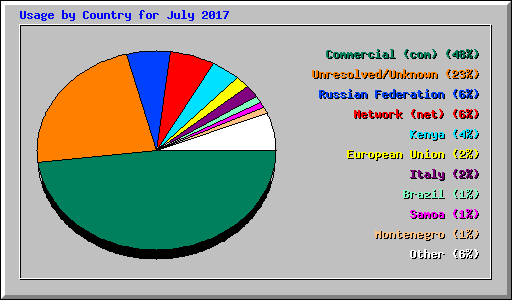 Usage by Country for July 2017
Commercial (com) (48%)
Unresolved/Unknown (23%)
Russian Federation (6%)
Network (net) (6%)
Kenya (4%)
European Union (2%)
Italy (2%)
Brazil (1%)
Samoa (1%)
Montenegro (1%)
Other (6%)